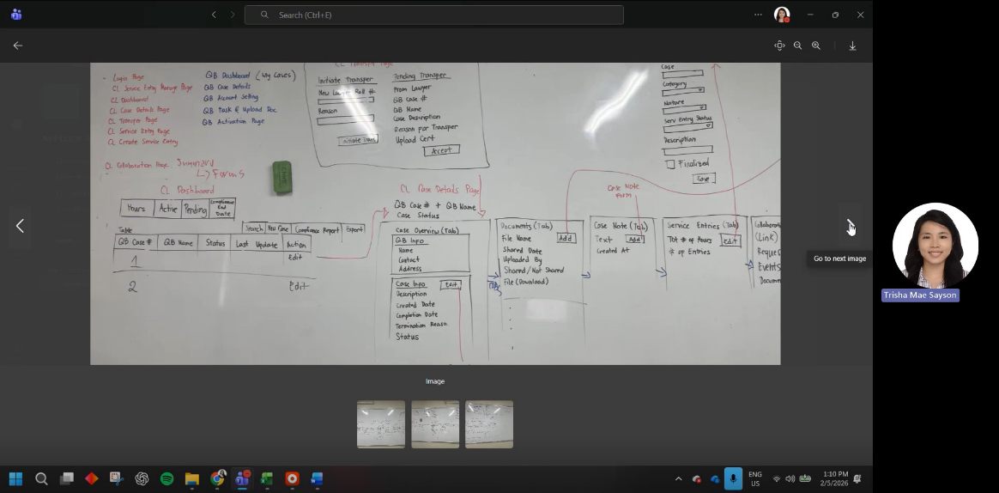 Search (Ctrl+E)
- Login Page
CL Service Entry Manage Page
CL Dashboard
CL Case Details Page
CL Transfer Page
CL Service Entry Page
CL Create Service Entry
QB Dashboard (My Cases)
QB Case Details
QB Account Setting
QB Task & Upload Doc
QB Activation Page
CL Collaboration Page
Summary
↳ Forms
CL Transfer Page
Initiate Transfer
New Lawyer Roll #
Reason
Initiate Tran
Pending Transfer
From Lawyer
QB Case #
QB Name
Case Description
Reason for Transfer
Upload Cert
Accept
Case
Category
Nature
Serv Entry Status
Description
Finalized
Save
CL Dashboard
Hours Active Pending Compliance End Date
Table
Search New Case Compliance Report Export
QB Case # QB Name Status Last Update Action
1 Edit
2 Edit
CL Case Details Page
QB Case # + QB Name
Case Status
Case Overview (Tab)
QB Info
Name
Contact
Address
Case Info Edit
Description
Created Date
Completion Date
Termination Reason
Status
Documents (Tab)
File Name Add
Shared Date
Uploaded By
Shared/Not Shared
File (Download)
Case Note Form
Case Note (Tab)
Text Add
Created At
Service Entries (Tab)
Tot # of Hours Edit
# of Entries
(Link)
Events
Go to next image
Trisha Mae Sayson
Image
ENG
US
1:10 PM
2/5/2026